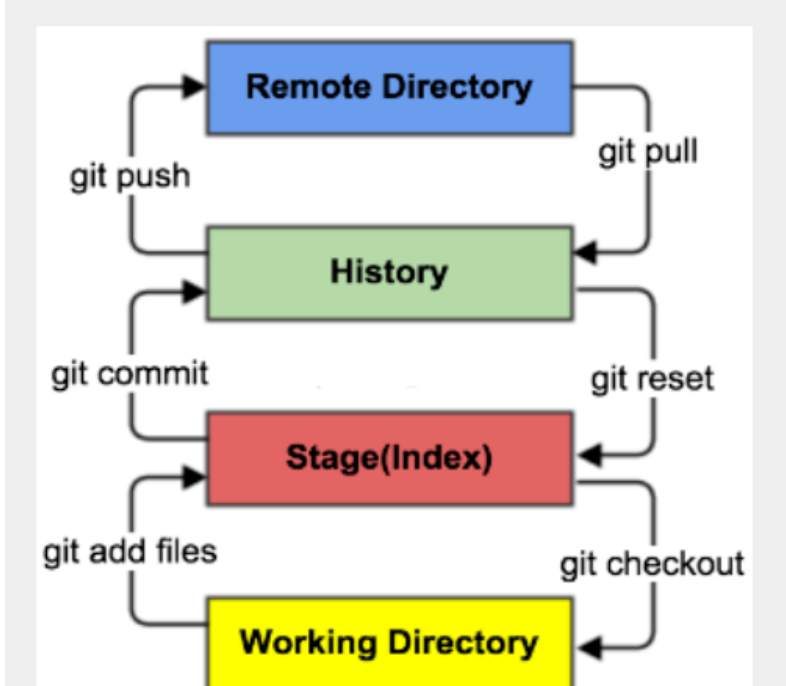 Remote Directory
git pull
git push
History
git commit
git reset
Stage(Index)
git add files
git checkout
Working Directory